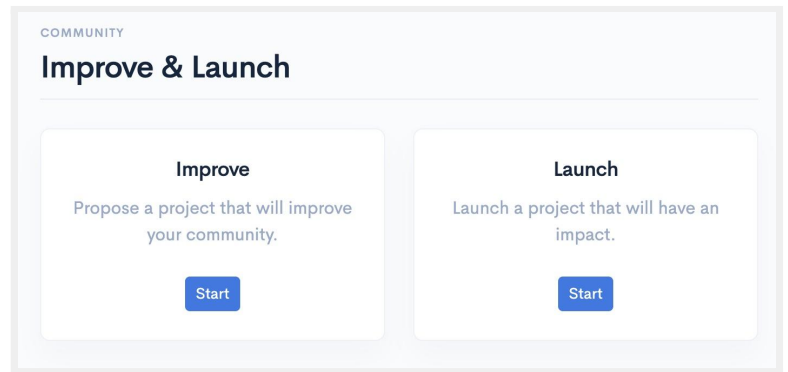 COMMUNITY
Improve & Launch
Improve
Propose a project that will improve
your community.
Start
Launch
Launch a project that will have an
impact.
Start